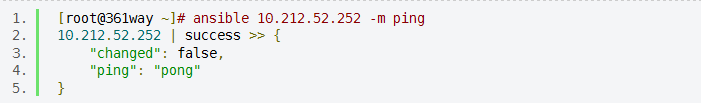 1. [root@361way ~]# ansible 10.212.52.252 -m ping
2. 10.212.52.252 | success >> {
3.     "changed": false,
4.     "ping": "pong"
5. }